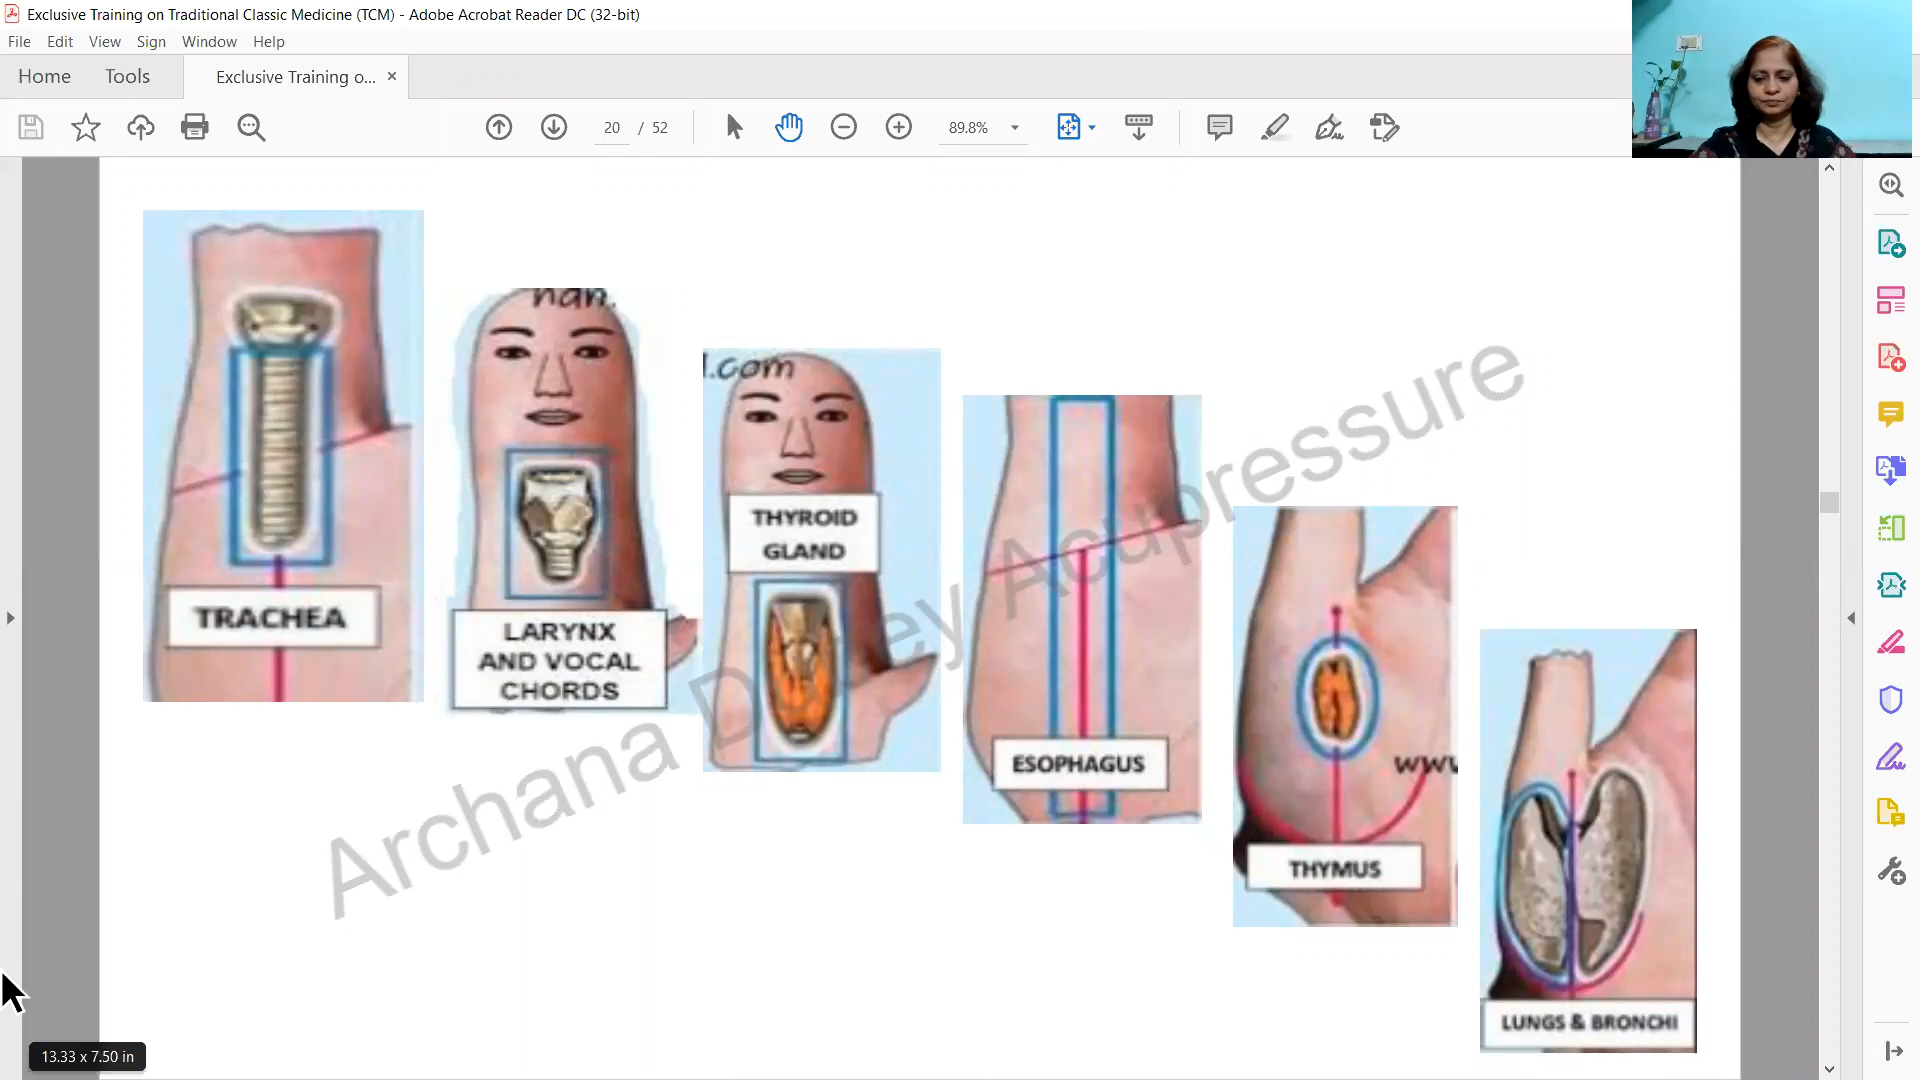 Exclusive Training on Traditional Classic Medicine (TCM) - Adobe Acrobat Reader DC (32-bit)
File Edit View Sign Window Help
Home Tools Exclusive Training o... ×
20 / 52 89.8%
nan.
TRACHEA
LARYNX
AND VOCAL
CHORDS
l.com
THYROID
GLAND
ESOPHAGUS
www
THYMUS
LUNGS & BRONCHI
Acupressure
Archana
13.33 x 7.50 in